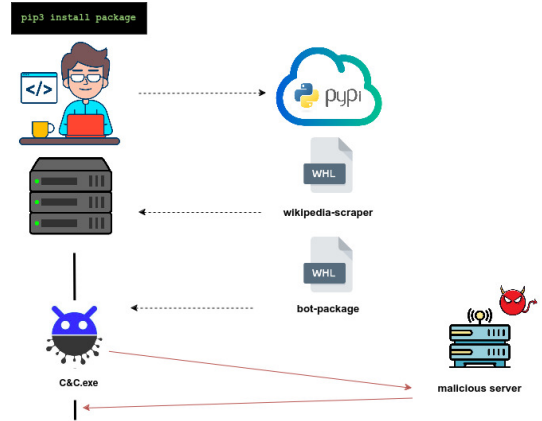 pip3 install package
</>
pyPi
WHL
wikipedia-scraper
WHL
bot-package
C&C.exe
malicious server